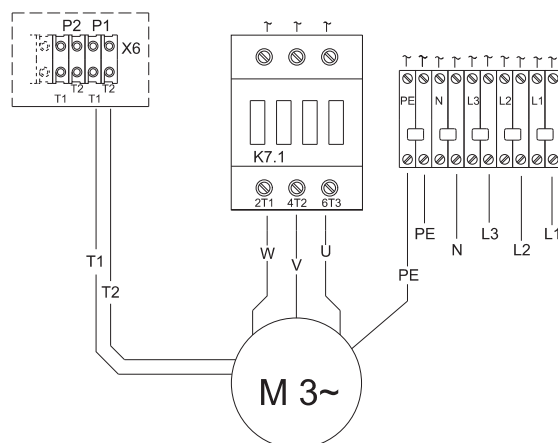 P2 P1
X6
T2 T2
T1 T1
K7.1
2T1 4T2 6T3
PE N L3 L2 L1
W V U
PE N L3 L2 L1
PE
T1
T2
M 3~